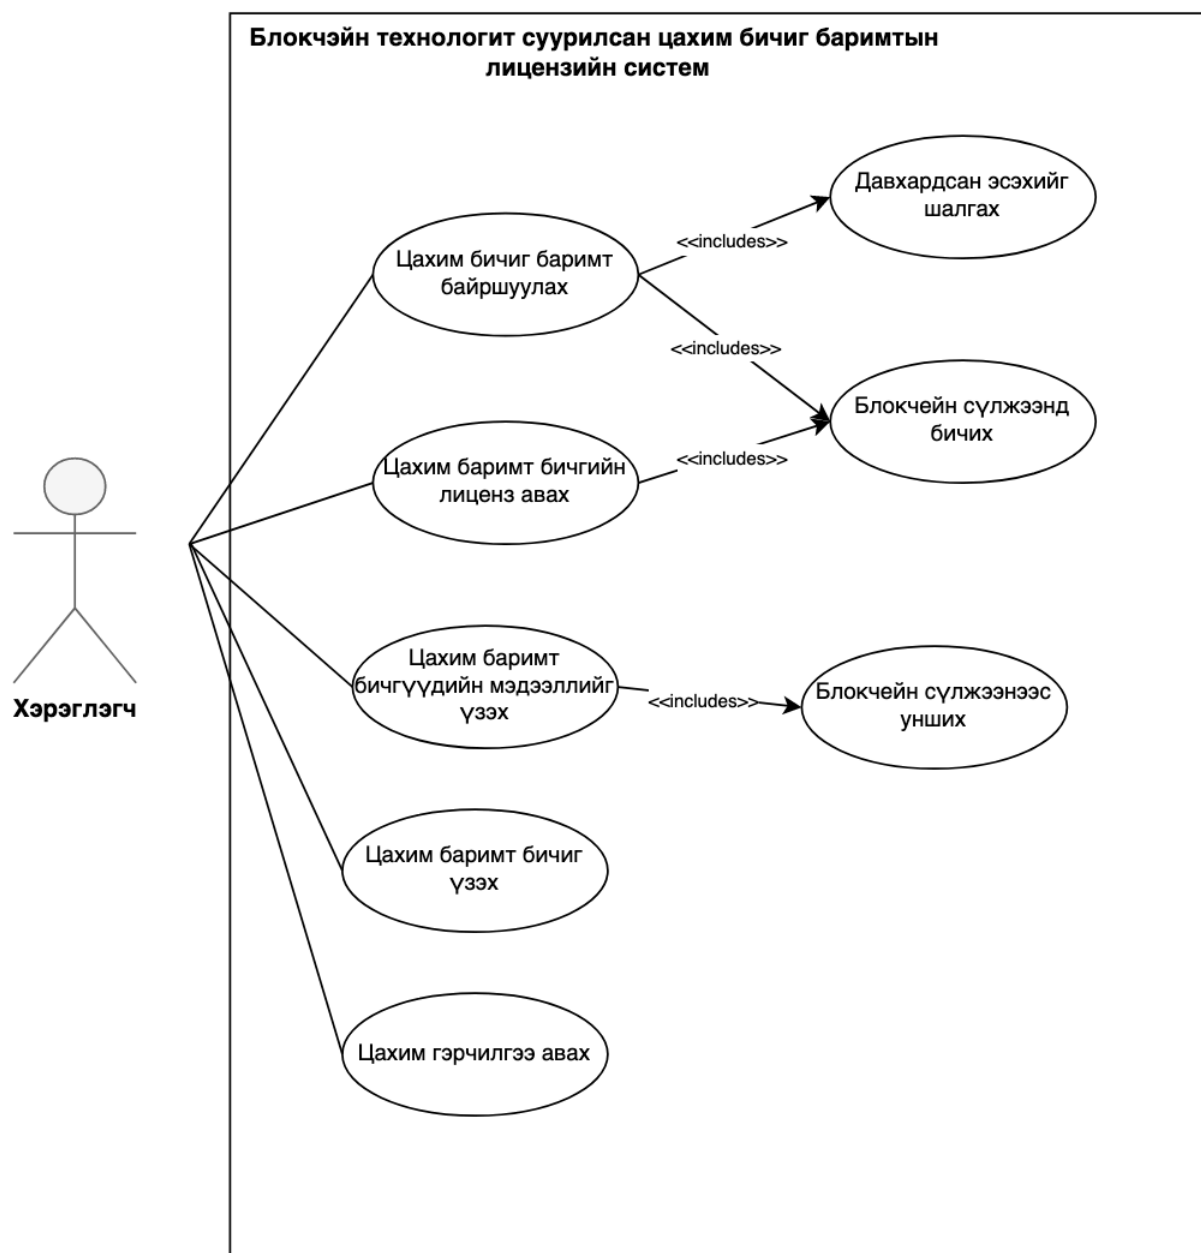 Блокчэйн технологит суурилсан цахим бичиг баримтын
лицензийн систем
Давхардсан эсэхийг
шалгах
<<includes>>
Цахим бичиг баримт
байршуулах
<<includes>>
Блокчейн сүлжээнд
бичих
<<includes>>
Цахим баримт бичгийн
лиценз авах
Цахим баримт
бичгүүдийн мэдээллийг
үзэх
<<includes>>
Блокчейн сүлжээнээс
унших
Хэрэглэгч
Цахим баримт бичиг
үзэх
Цахим гэрчилгээ авах